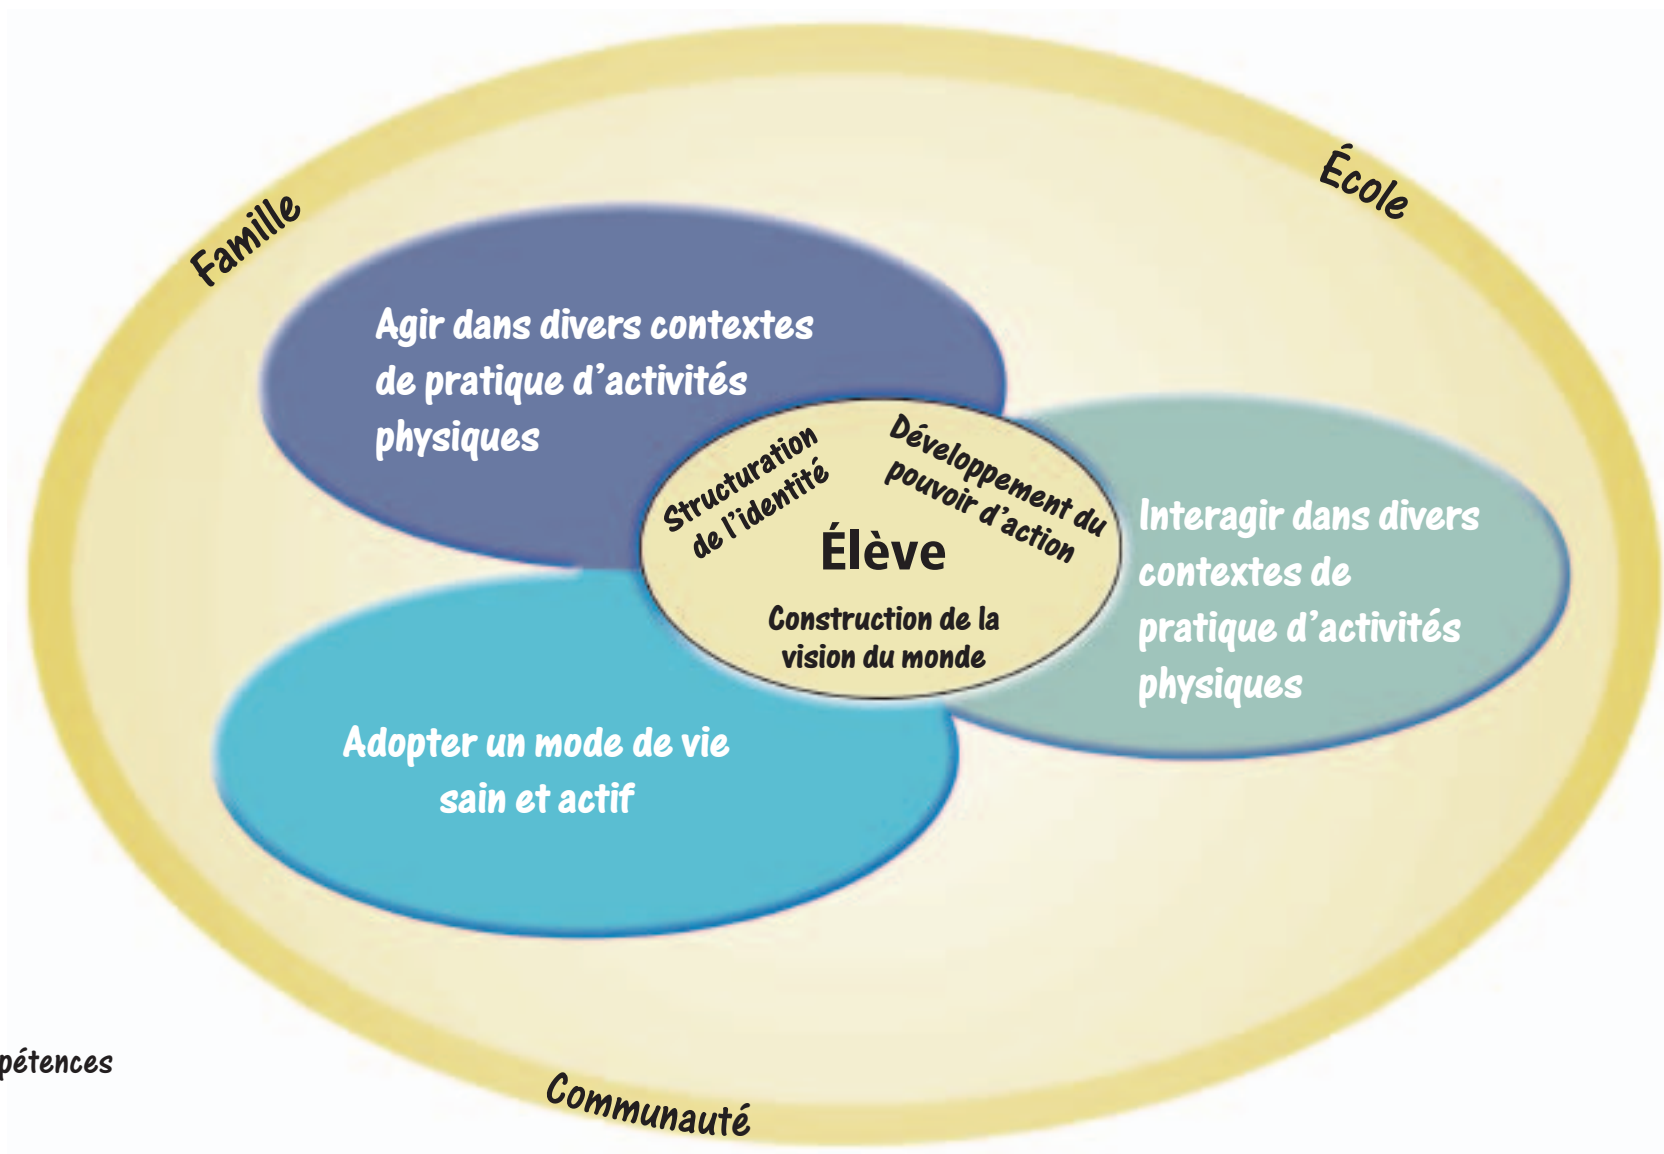 Famille
École
Agir dans divers contextes
de pratique d'activités
physiques
Structuration
de l'identité
Développement du
pouvoir d'action
Élève
Construction de la
vision du monde
Interagir dans divers
contextes de
pratique d'activités
physiques
Adopter un mode de vie
sain et actif
pétences
Communauté